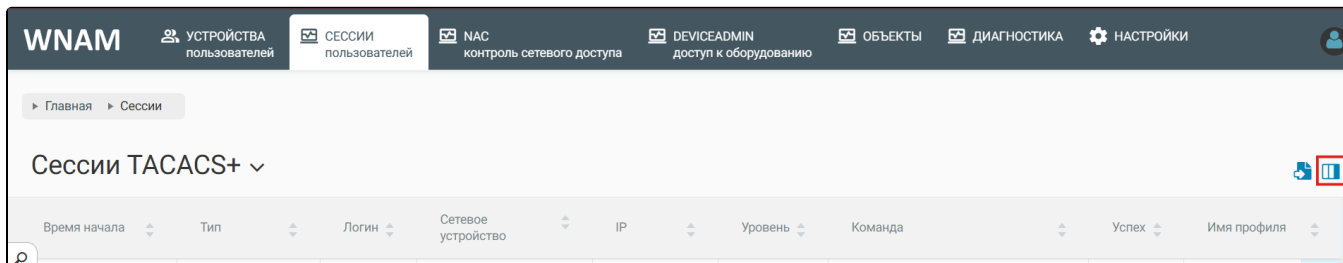 WNAM
УСТРОЙСТВА
пользователей
СЕССИИ
пользователей
NAC
контроль сетевого доступа
DEVICEADMIN
доступ к оборудованию
ОБЪЕКТЫ
ДИАГНОСТИКА
НАСТРОЙКИ
Главная Сессии
Сессии TACACS+
Время начала Тип Логин Сетевое устройство IP Уровень Команда Успех Имя профиля